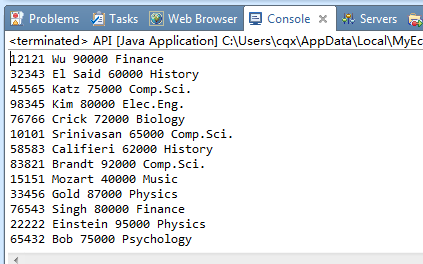 Problems Tasks Web Browser Console Servers
<terminated> API [Java Application] C:\Users\cqx\AppData\Local\MyEc
12121 Wu 90000 Finance
32343 El Said 60000 History
45565 Katz 75000 Comp.Sci.
98345 Kim 80000 Elec.Eng.
76766 Crick 72000 Biology
10101 Srinivasan 65000 Comp.Sci.
58583 Califieri 62000 History
83821 Brandt 92000 Comp.Sci.
15151 Mozart 40000 Music
33456 Gold 87000 Physics
76543 Singh 80000 Finance
22222 Einstein 95000 Physics
65432 Bob 75000 Psychology